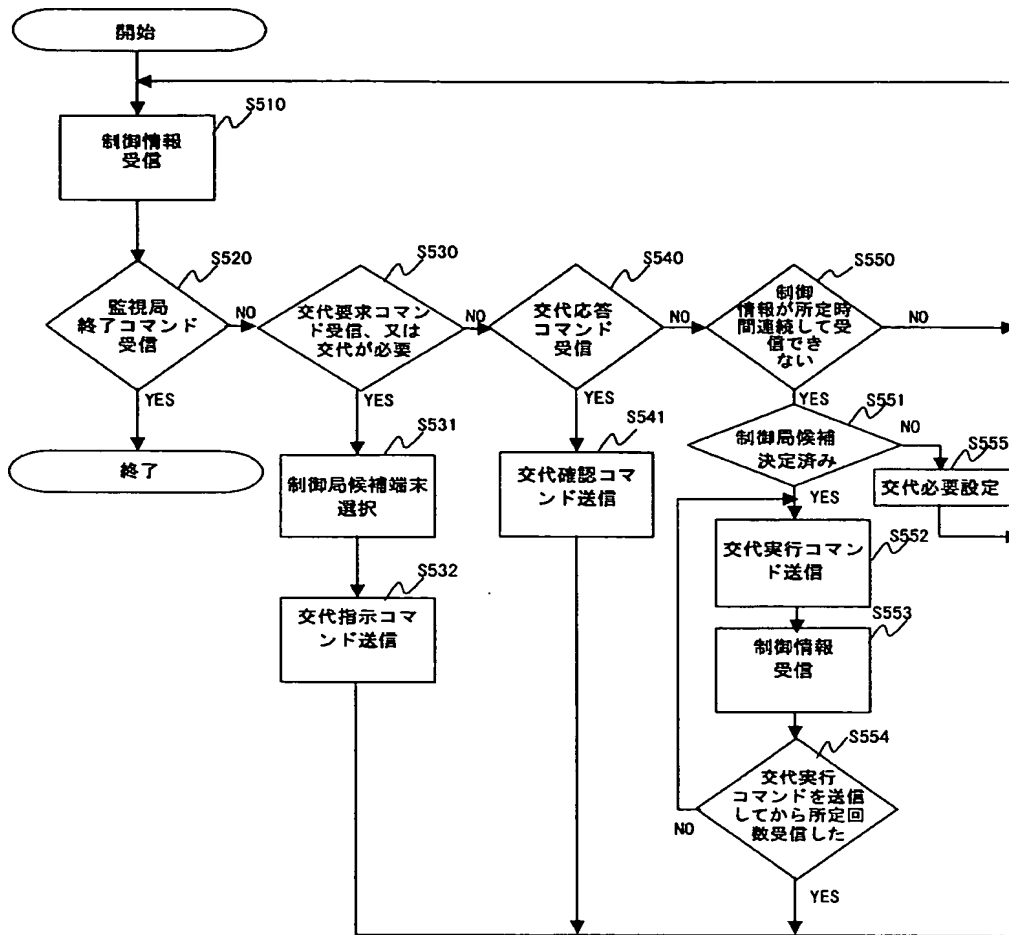 開始
S510
制御情報
受信
S520
監視局
終了コマンド
受信
NO
YES
終了
S530
交代要求コマン
ド受信、又は
交代が必要
NO
YES
S531
制御局候補端末
選択
S532
交代指示コマ
ンド送信
S540
交代応答
コマンド
受信
NO
YES
S541
交代確認コマ
ンド送信
S550
制御
情報が所定時
間連続して受
信でき
ない
NO
YES
S551
制御局候補
決定済み
NO
YES
S555
交代必要設定
S552
交代実行コマン
ド送信
S553
制御情報
受信
S554
交代実行
コマンドを送信
してから所定回
数受信した
NO
YES